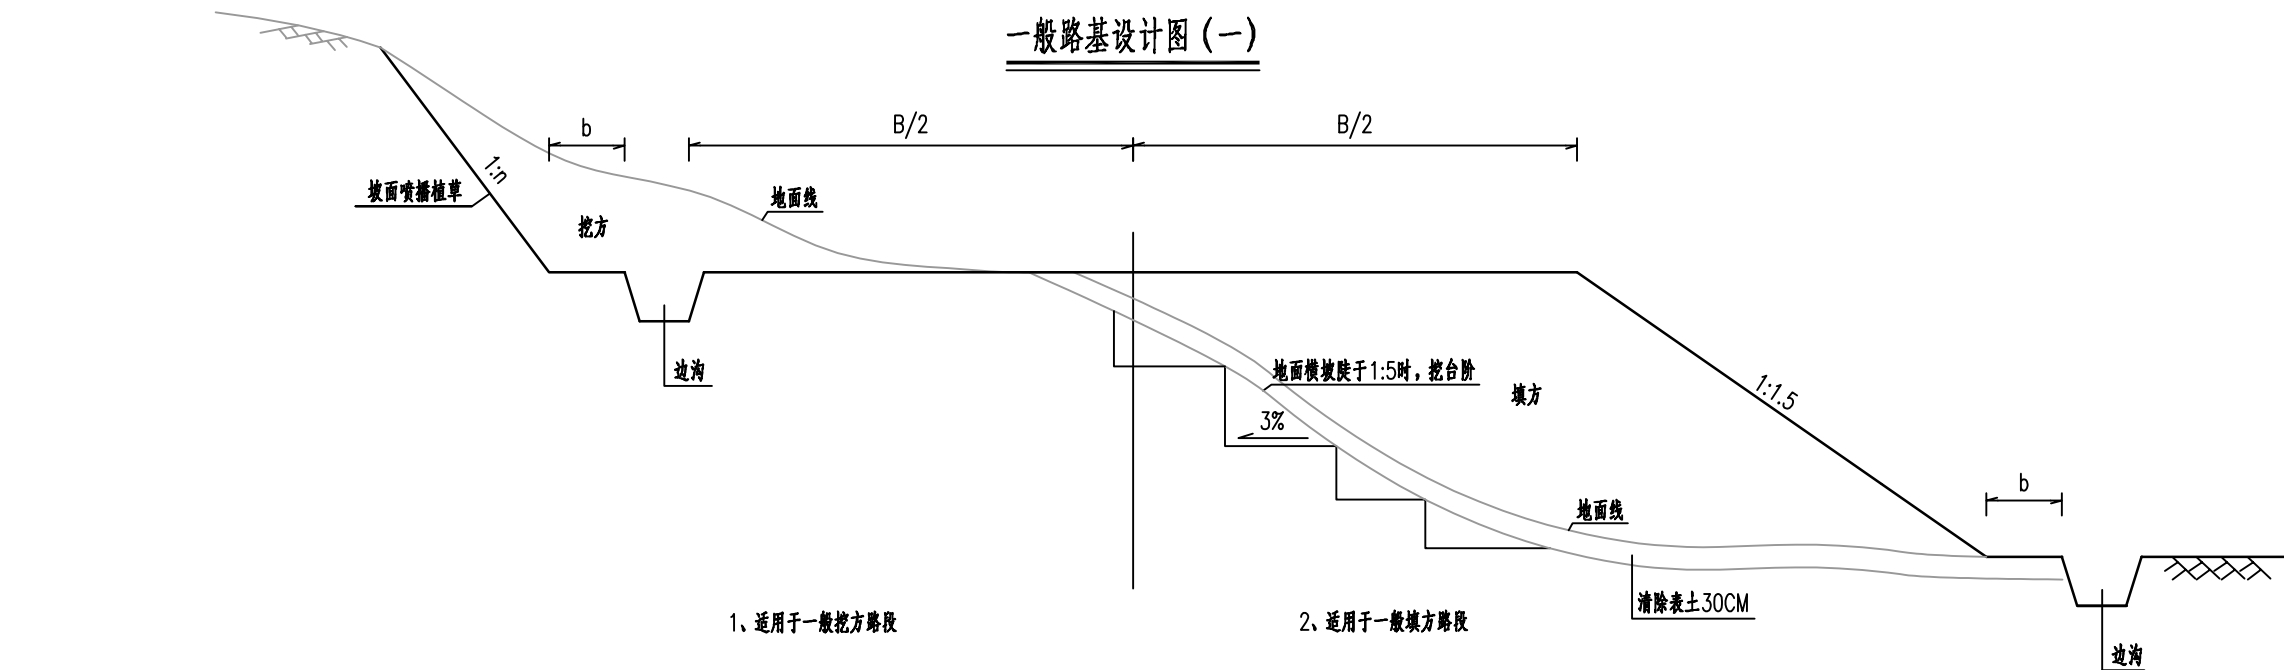 一般路基设计图（一）
b
B/2
B/2
1:n
坡面喷播植草
地面线
挖方
边沟
地面横坡陡于1:5时，挖台阶
填方
1:1.5
3%
b
地面线
清除表土30CM
1、适用于一般挖方路段
2、适用于一般填方路段
边沟